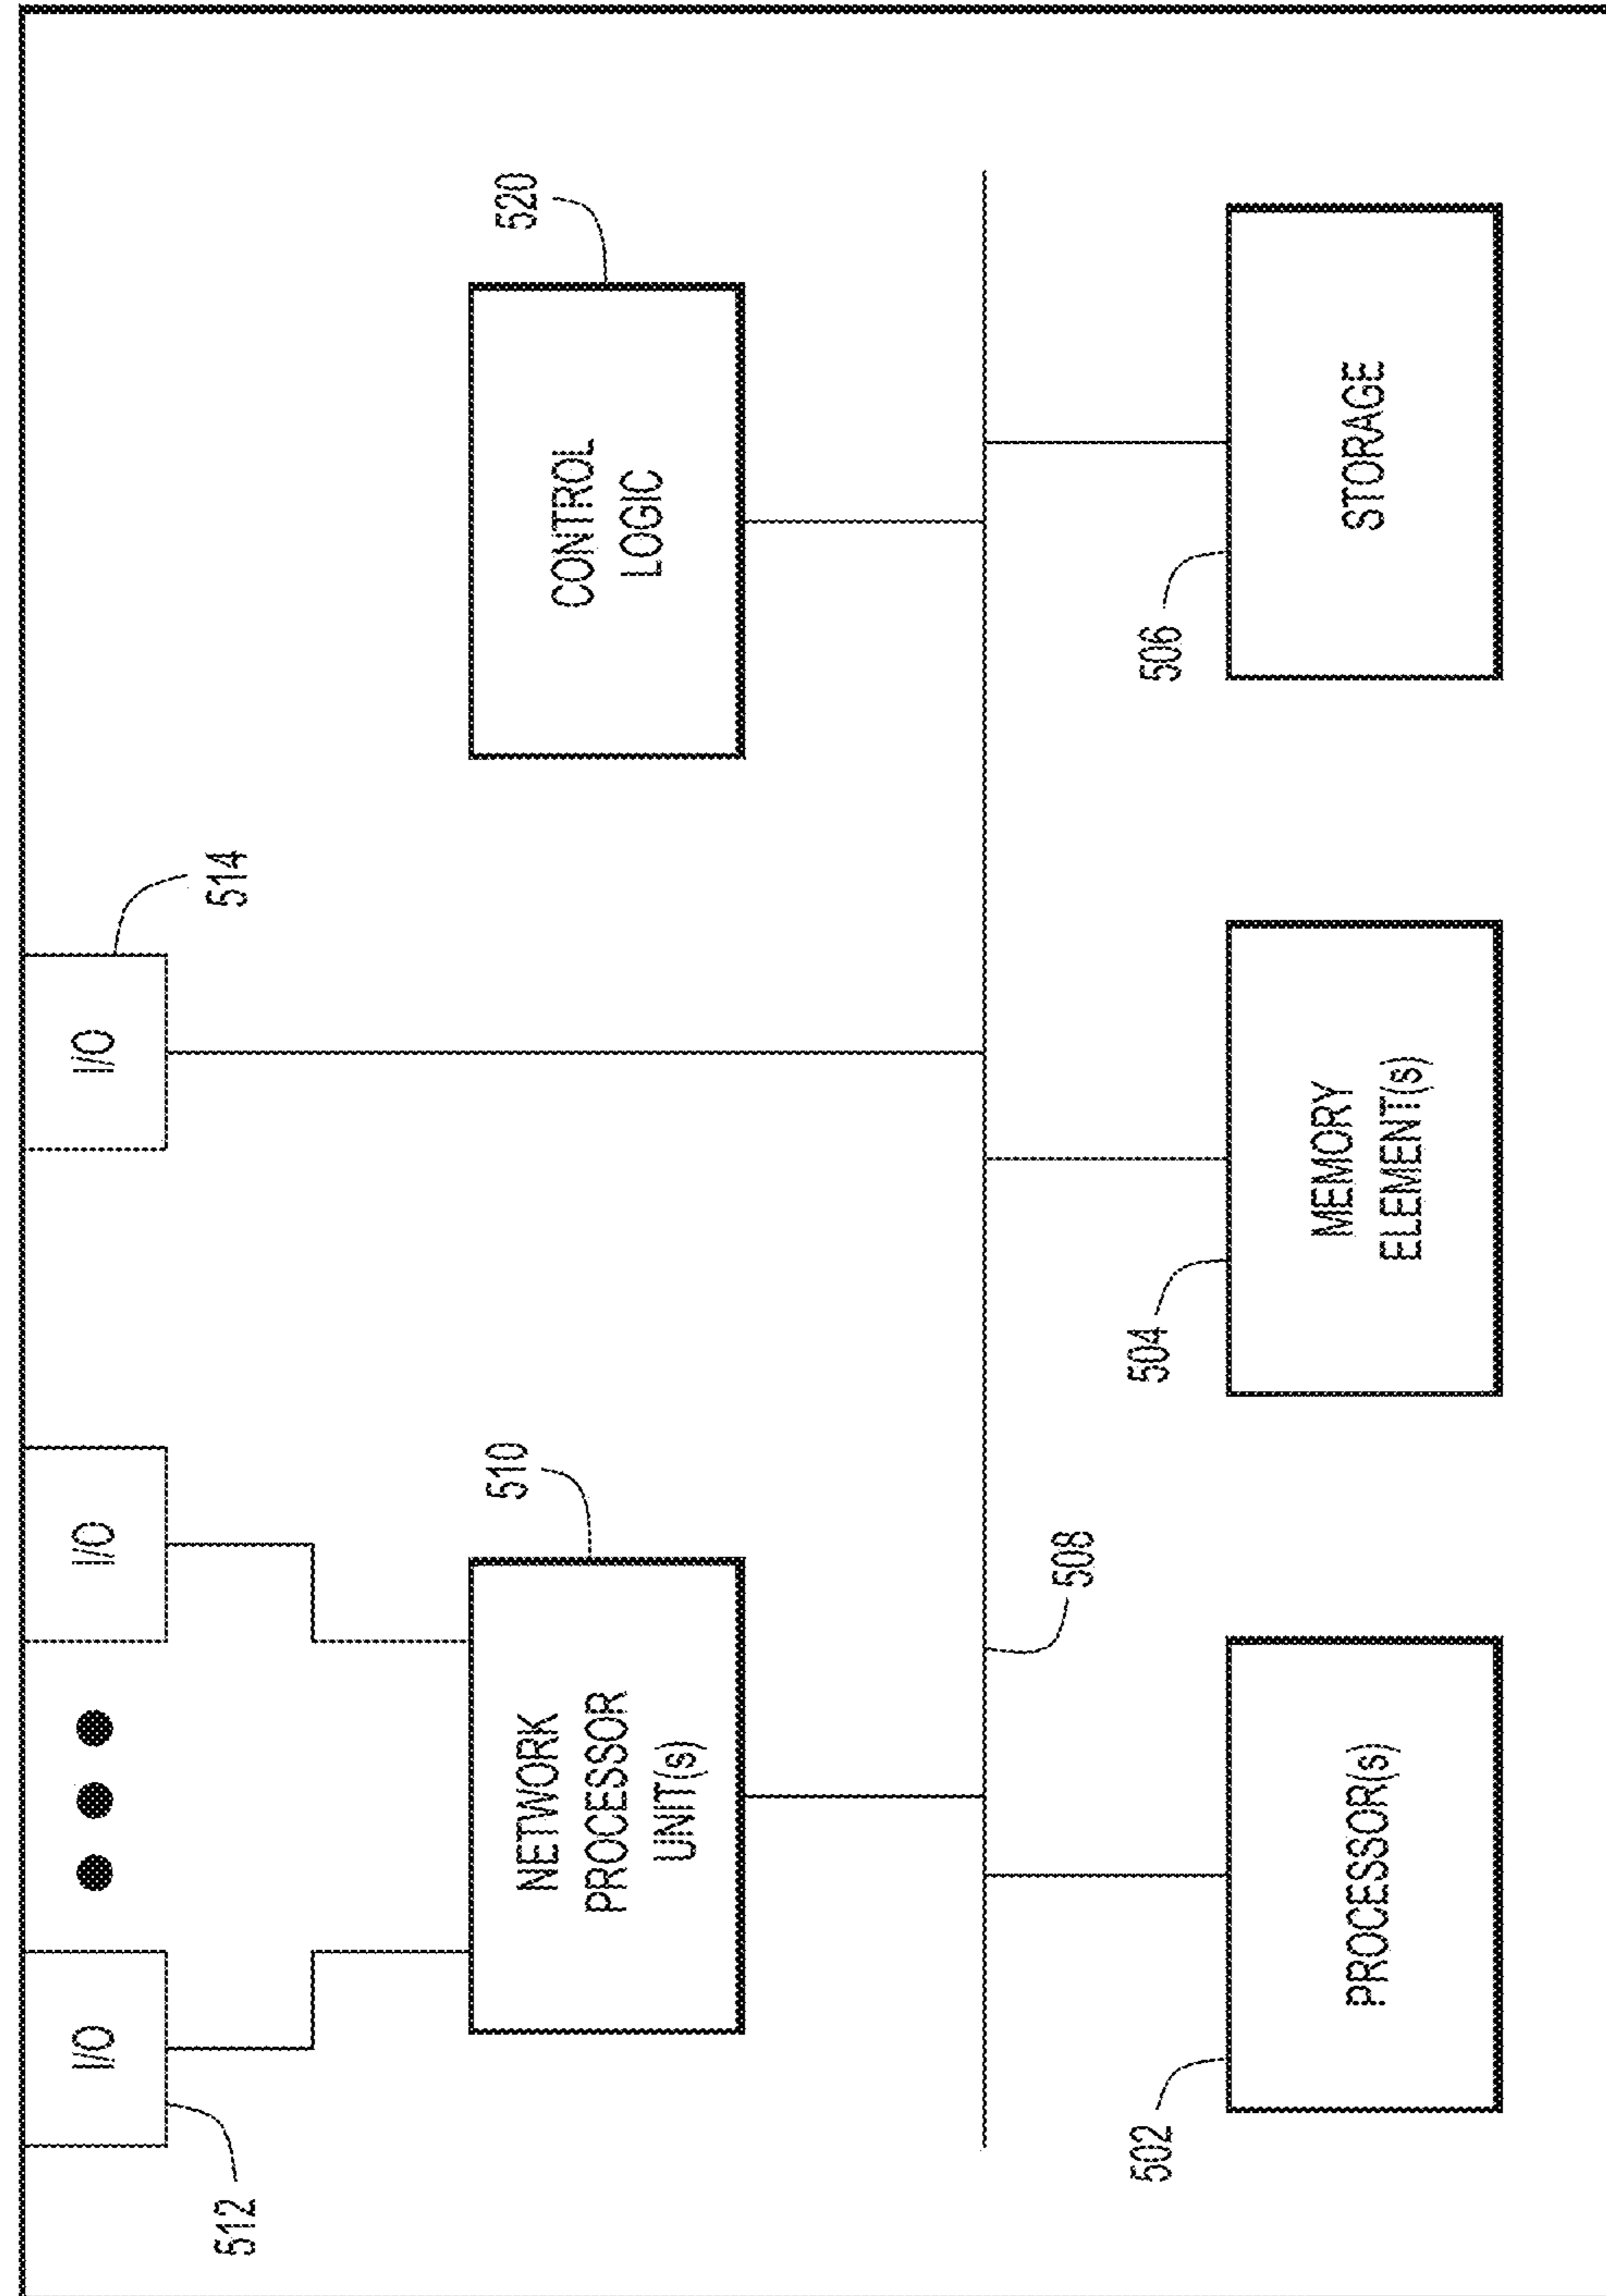 I/O
I/O
I/O
512
514
510
520
NETWORK
PROCESSOR
UNIT(s)
CONTROL
LOGIC
508
502
504
506
PROCESSOR(s)
MEMORY
ELEMENT(s)
STORAGE